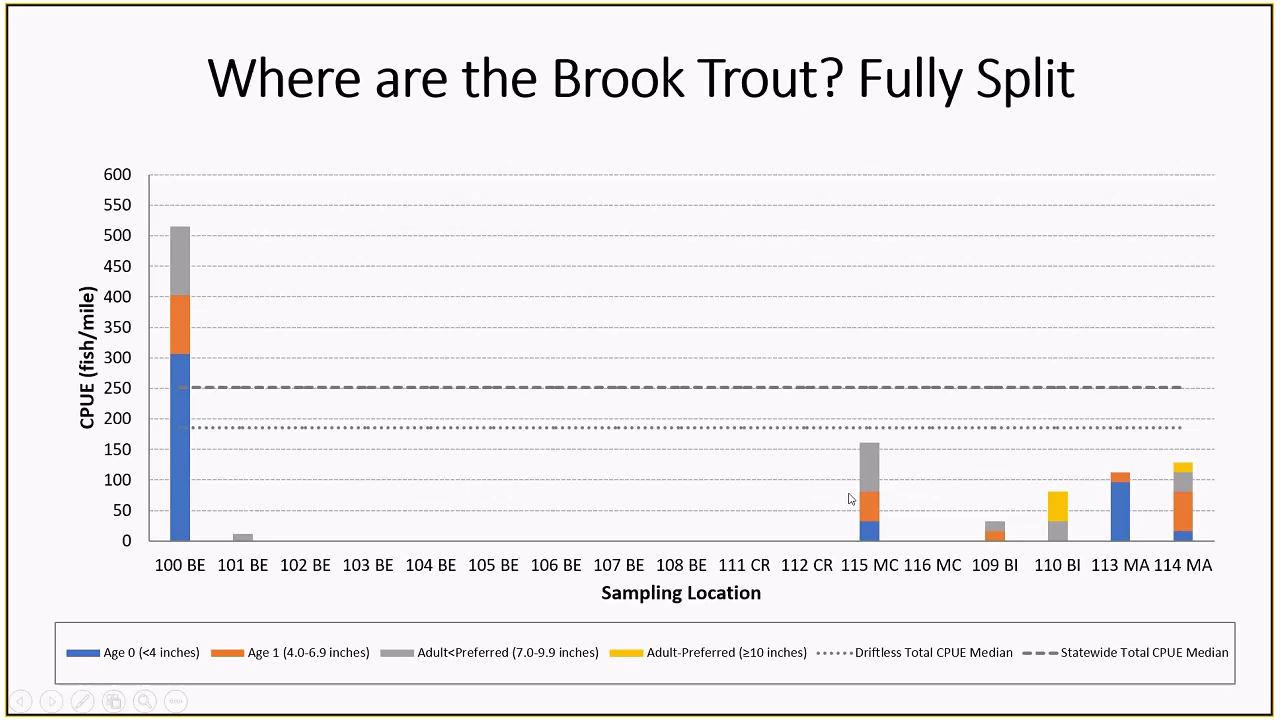 Where are the Brook Trout? Fully Split
600
550
500
450
400
350
300
250
200
150
100
50
0
CPUE (fish/mile)
100 BE 101 BE 102 BE 103 BE 104 BE 105 BE 106 BE 107 BE 108 BE 111 CR 112 CR 115 MC 116 MC 109 BI 110 BI 113 MA 114 MA
Sampling Location
Age 0 (<4 inches) Age 1 (4.0-6.9 inches) Adult<Preferred (7.0-9.9 inches) Adult-Preferred (≥10 inches) Driftless Total CPUE Median Statewide Total CPUE Median